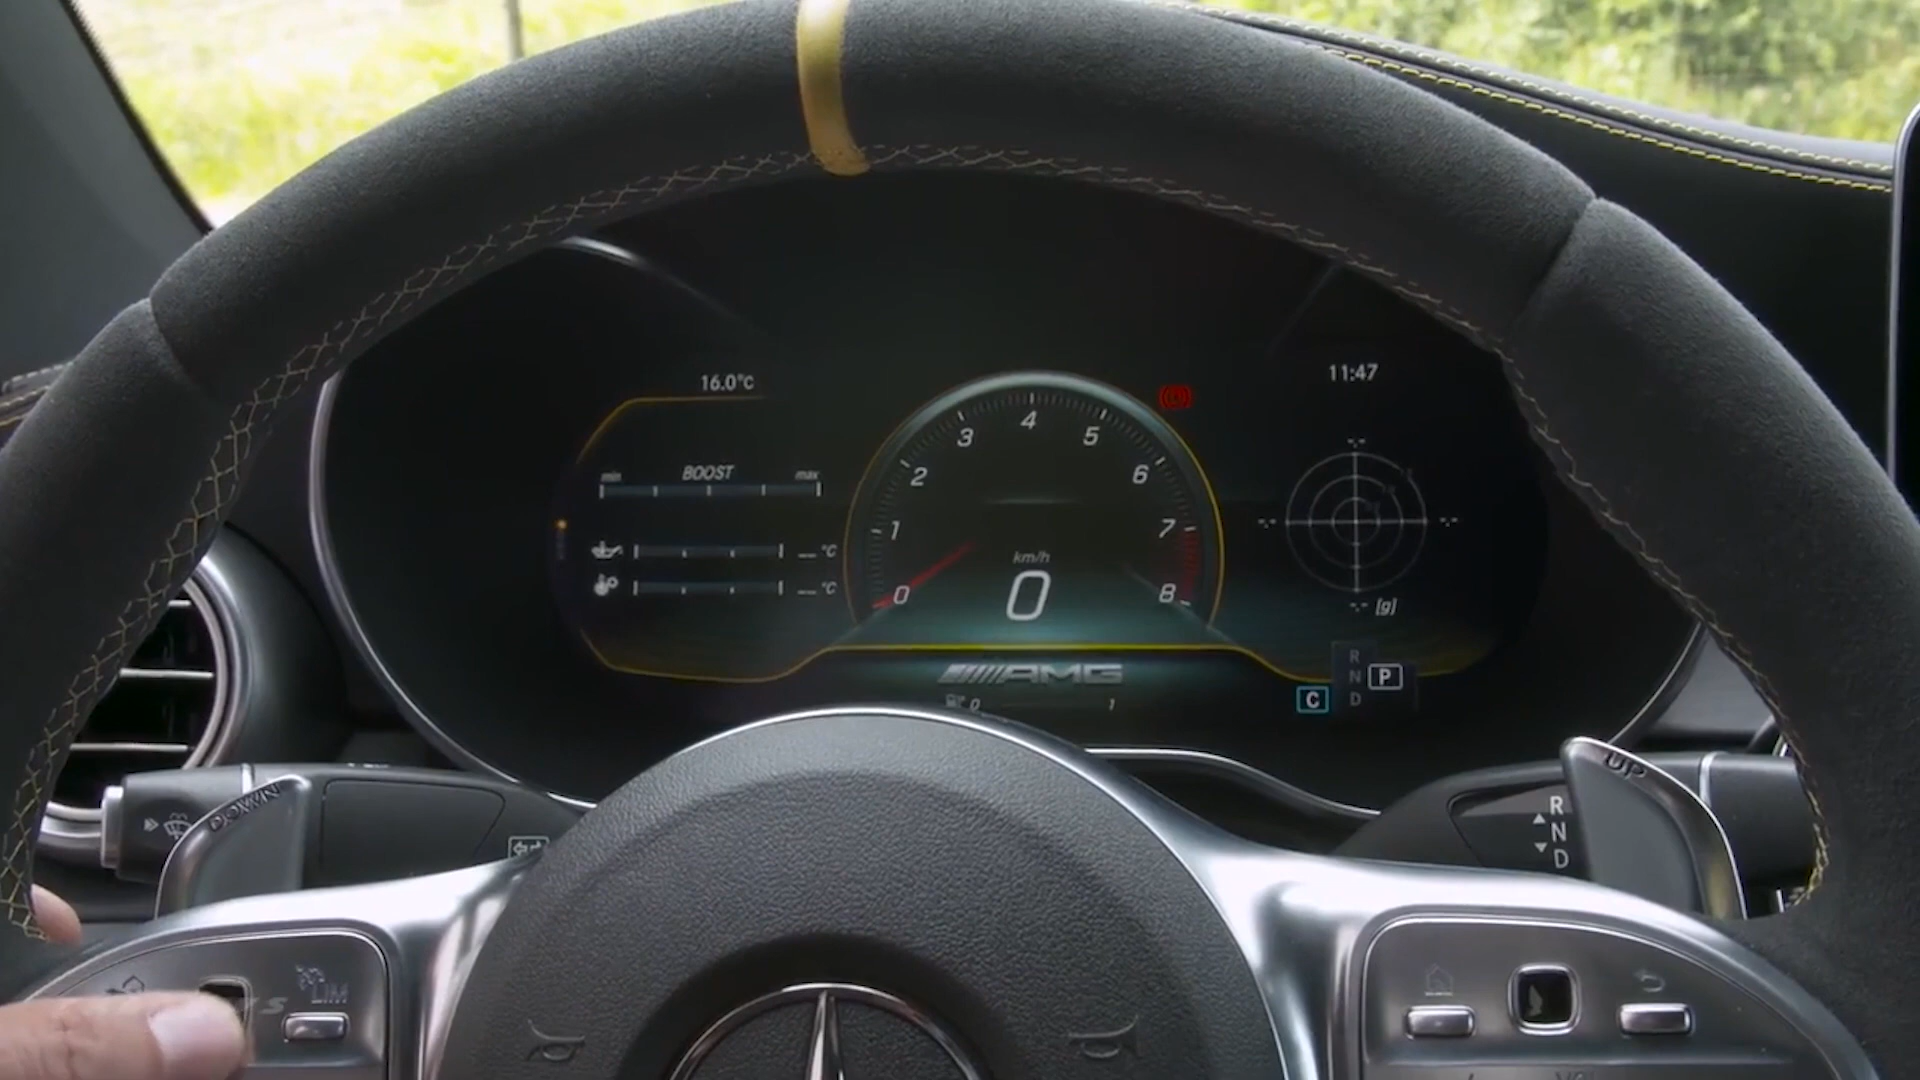 16.0°C
11:47
min BOOST max
--- °C
--- °C
0 1 2 3 4 5 6 7 8
km/h
0
-.- [g]
AMG
0 1
C
R
N
D
P
DOWN
UP
R
N
D
LIM